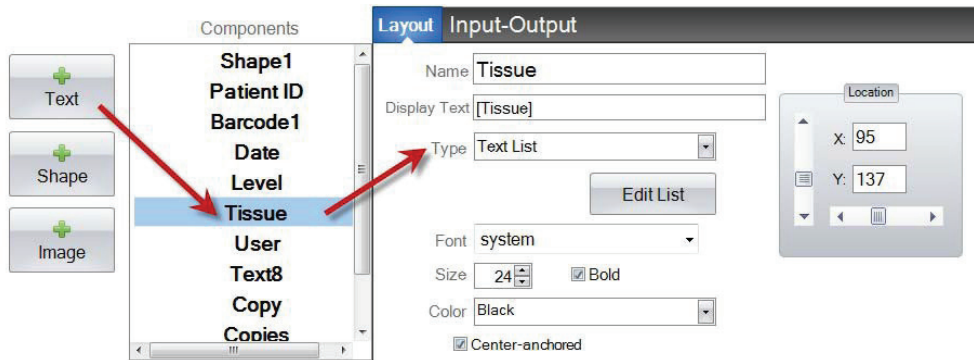 Components
Text
Shape
Image
Shape1
Patient ID
Barcode1
Date
Level
Tissue
User
Text8
Copy
Copies
Layout Input-Output
Name Tissue
Display Text [Tissue]
Type Text List
Edit List
Font system
Size 24 Bold
Color Black
Center-anchored
Location
X: 95
Y: 137